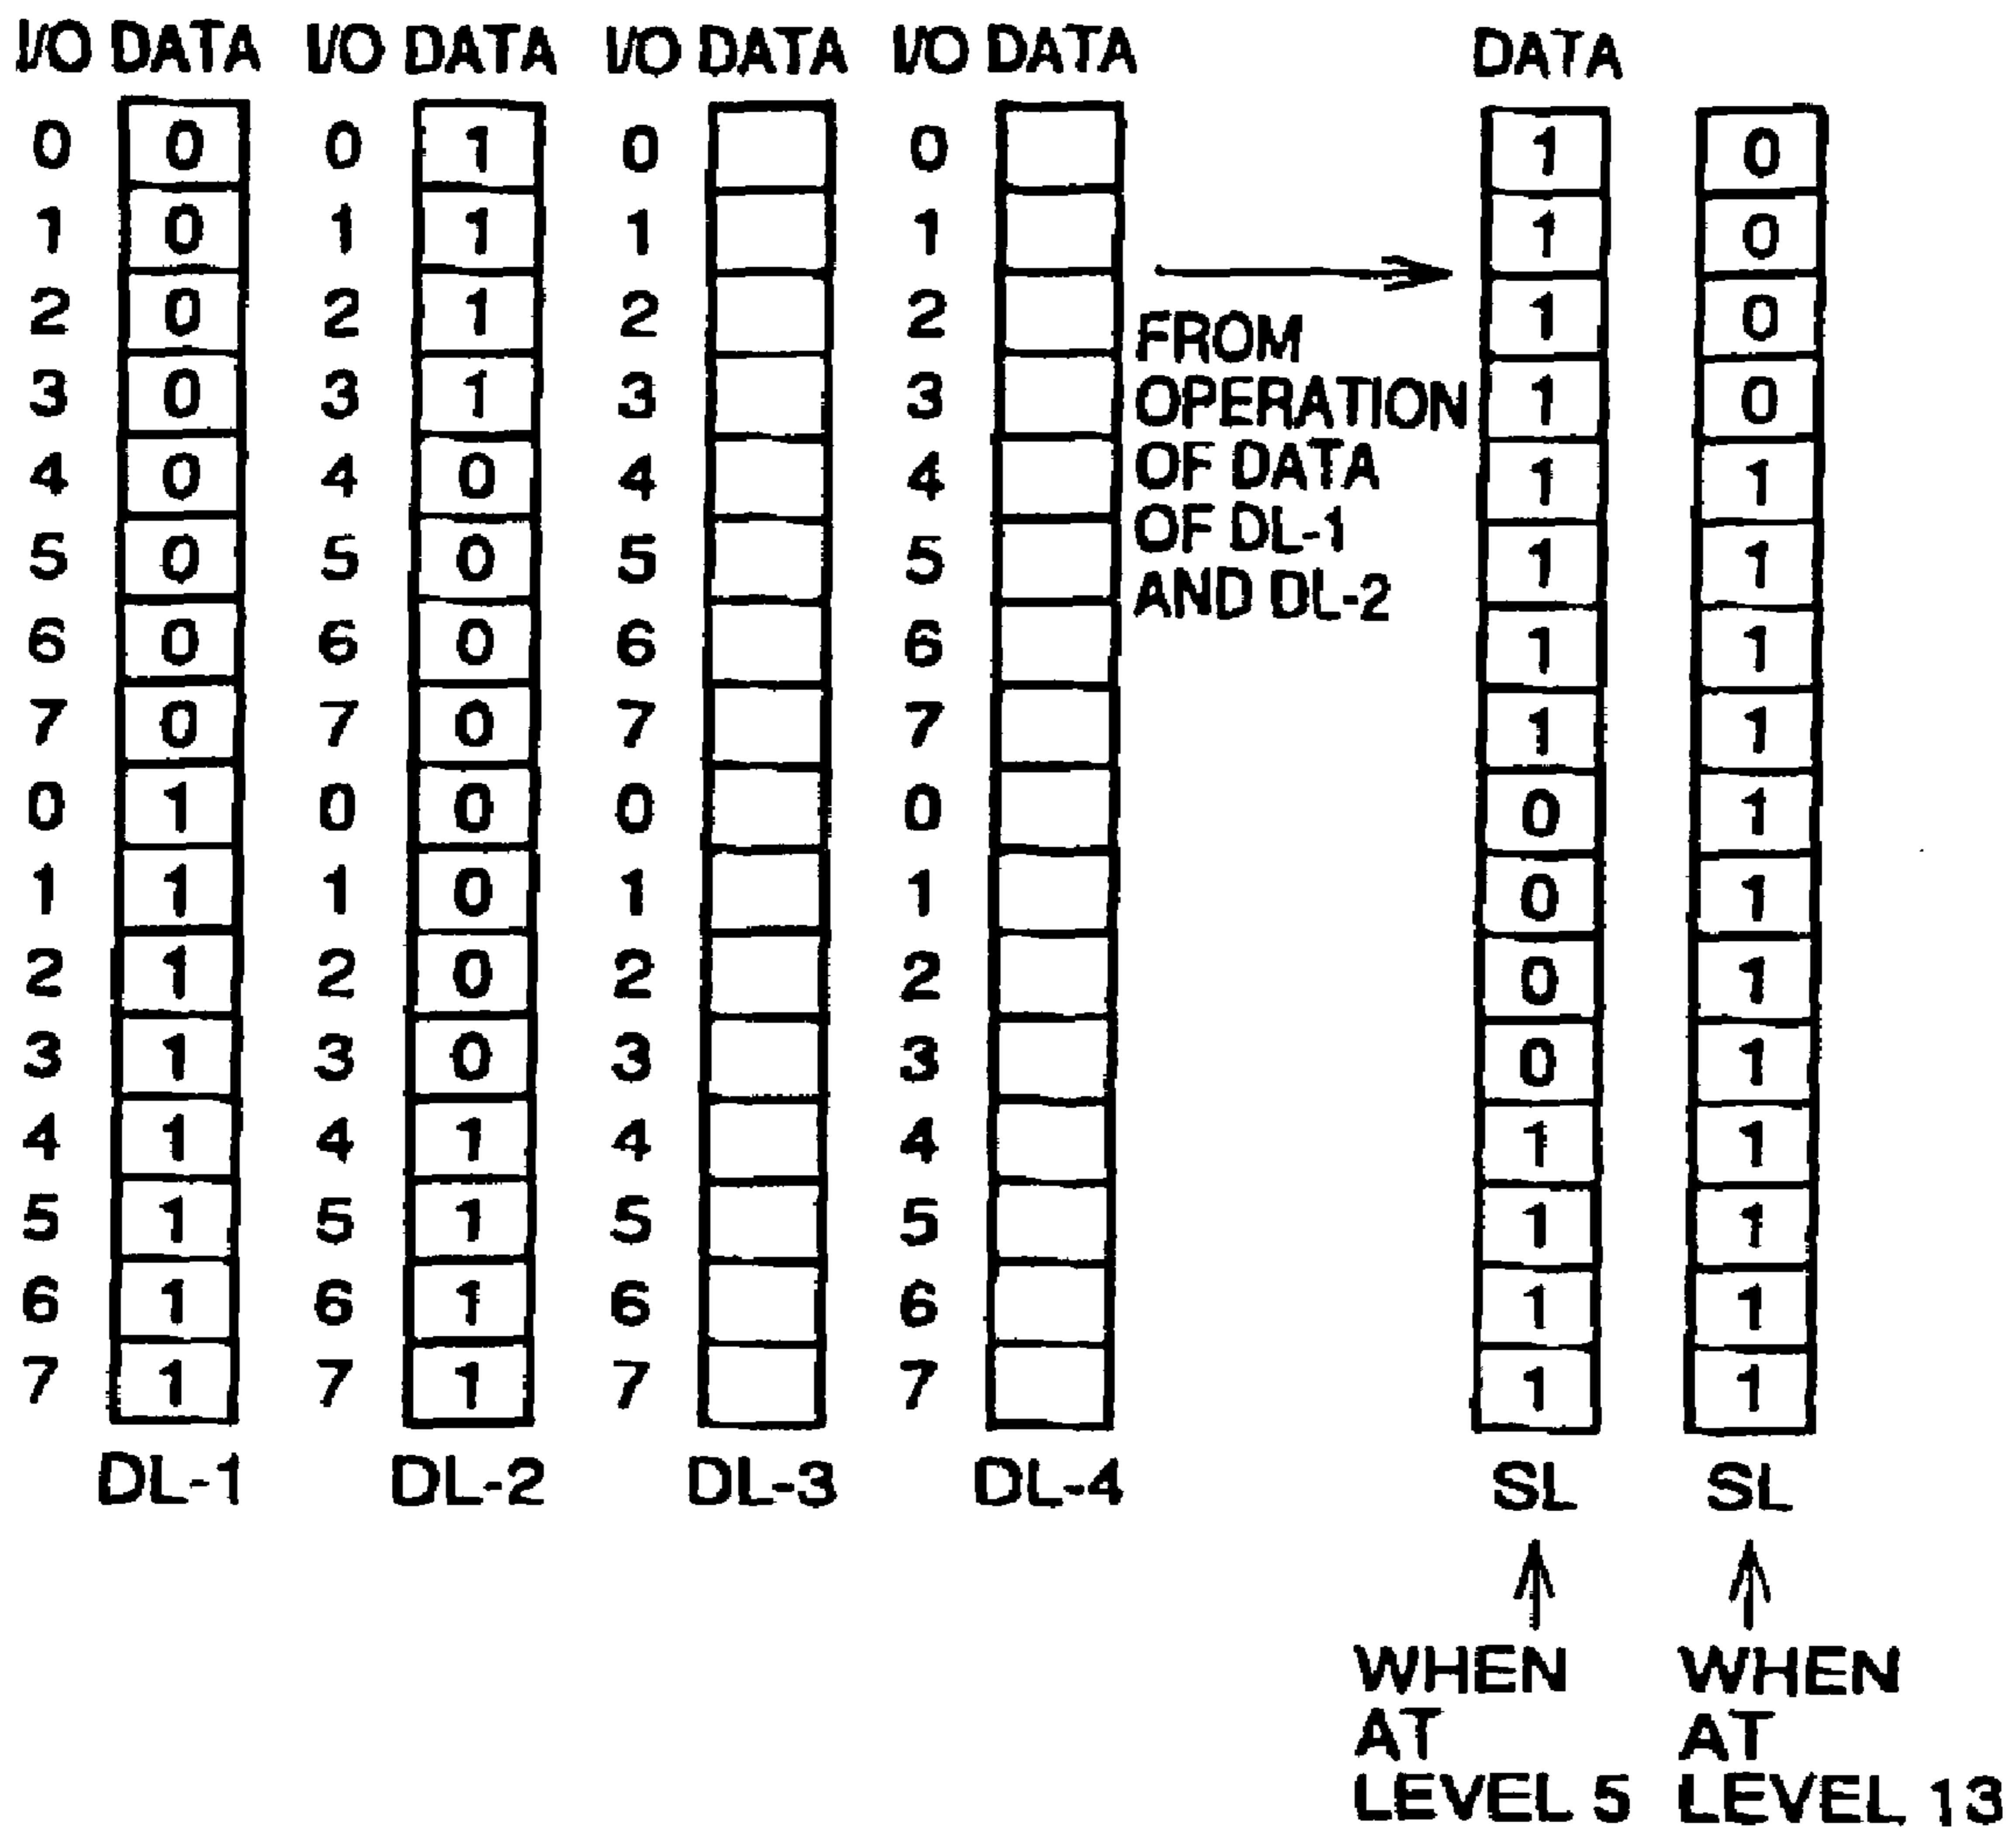 I/O DATA I/O DATA I/O DATA I/O DATA DATA
0 0 0 1 0 0 1 0
1 0 1 1 1 1 1 0
2 0 2 1 2 2 1 0
3 0 3 1 3 3 1 0
4 0 4 0 4 4 1 1
5 0 5 0 5 5 1 1
6 0 6 0 6 6 1 1
7 0 7 0 7 7 1 1
0 1 0 0 0 0 0 1
1 1 1 0 1 1 0 1
2 1 2 0 2 2 0 1
3 1 3 0 3 3 0 1
4 1 4 1 4 4 1 1
5 1 5 1 5 5 1 1
6 1 6 1 6 6 1 1
7 1 7 1 7 7 1 1
FROM
OPERATION
OF DATA
OF DL-1
AND DL-2
DL-1 DL-2 DL-3 DL-4 SL SL
WHEN
AT
LEVEL 5
WHEN
AT
LEVEL 13